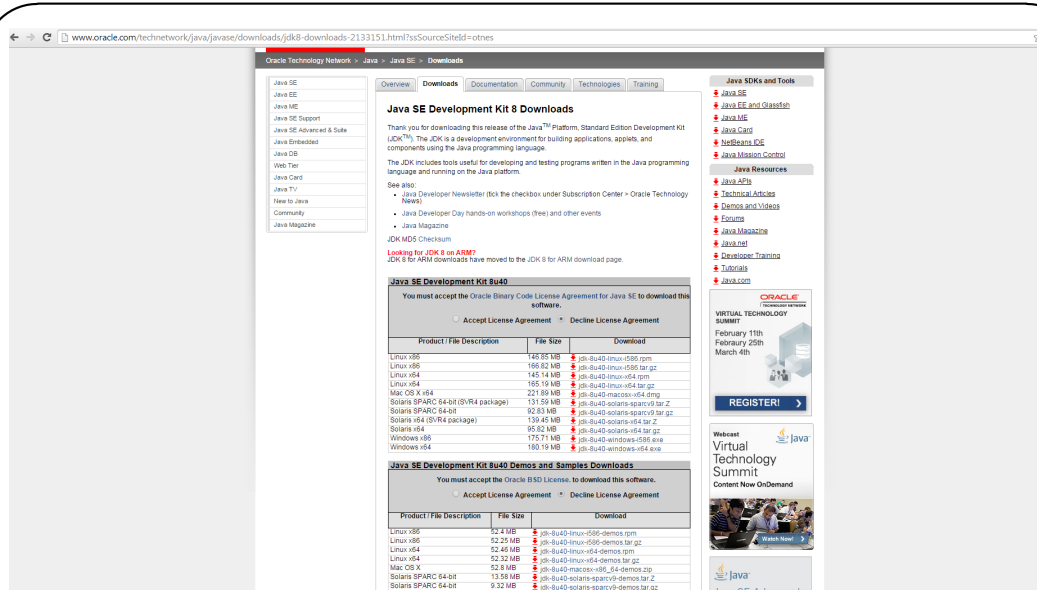 www.oracle.com/technetwork/java/javase/downloads/jdk8-downloads-2133151.html?ssSourceSiteId=otnes
Oracle Technology Network > Java > Java SE > Downloads
Java SE
Java EE
Java ME
Java SE Support
Java SE Advanced & Suite
Java Embedded
Java DB
Web Tier
Java Card
Java TV
New to Java
Community
Java Magazine
Overview Downloads Documentation Community Technologies Training
Java SE Development Kit 8 Downloads
Thank you for downloading this release of the Java™ Platform, Standard Edition Development Kit
(JDK™). The JDK is a development environment for building applications, applets, and
components using the Java programming language.
The JDK includes tools useful for developing and testing programs written in the Java programming
language and running on the Java platform.
See also:
• Java Developer Newsletter (tick the checkbox under Subscription Center > Oracle Technology
News)
• Java Developer Day hands-on workshops (free) and other events
• Java Magazine
JDK MD5 Checksum
Looking for JDK 8 on ARM?
JDK 8 for ARM downloads have moved to the JDK 8 for ARM download page.
Java SE Development Kit 8u40
You must accept the Oracle Binary Code License Agreement for Java SE to download this
software.
Accept License Agreement Decline License Agreement
Product / File Description File Size Download
Linux x86 146.85 MB jdk-8u40-linux-i586.rpm
Linux x86 166.82 MB jdk-8u40-linux-i586.tar.gz
Linux x64 145.14 MB jdk-8u40-linux-x64.rpm
Linux x64 165.19 MB jdk-8u40-linux-x64.tar.gz
Mac OS X x64 221.89 MB jdk-8u40-macosx-x64.dmg
Solaris SPARC 64-bit (SVR4 package) 131.59 MB jdk-8u40-solaris-sparcv9.tar.Z
Solaris SPARC 64-bit 92.83 MB jdk-8u40-solaris-sparcv9.tar.gz
Solaris x64 (SVR4 package) 139.45 MB jdk-8u40-solaris-x64.tar.Z
Solaris x64 95.82 MB jdk-8u40-solaris-x64.tar.gz
Windows x86 175.71 MB jdk-8u40-windows-i586.exe
Windows x64 180.19 MB jdk-8u40-windows-x64.exe
Java SE Development Kit 8u40 Demos and Samples Downloads
You must accept the Oracle BSD License. to download this software.
Accept License Agreement Decline License Agreement
Product / File Description File Size Download
Linux x86 52.4 MB jdk-8u40-linux-i586-demos.rpm
Linux x86 52.25 MB jdk-8u40-linux-i586-demos.tar.gz
Linux x64 52.46 MB jdk-8u40-linux-x64-demos.rpm
Linux x64 52.32 MB jdk-8u40-linux-x64-demos.tar.gz
Mac OS X 52.8 MB jdk-8u40-macosx-x86_64-demos.zip
Solaris SPARC 64-bit 13.58 MB jdk-8u40-solaris-sparcv9-demos.tar.Z
Solaris SPARC 64-bit 9.32 MB jdk-8u40-solaris-sparcv9-demos.tar.gz
Java SDKs and Tools
Java SE
Java EE and Glassfish
Java ME
Java Card
NetBeans IDE
Java Mission Control
Java Resources
Java APIs
Technical Articles
Demos and Videos
Forums
Java Magazine
Java.net
Developer Training
Tutorials
Java.com
ORACLE
TECHNOLOGY NETWORK
VIRTUAL TECHNOLOGY
SUMMIT
February 11th
Febraury 25th
March 4th
REGISTER!
Webcast
Java
Virtual
Technology
Summit
Content Now OnDemand
Watch Now!
Java